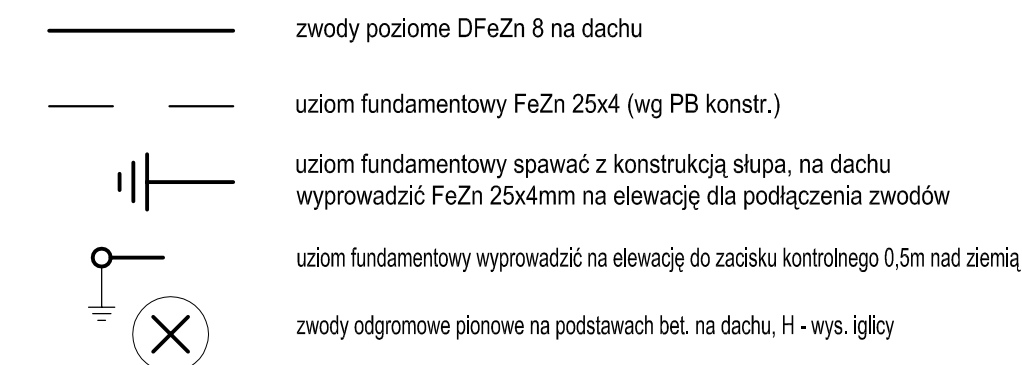 zwody poziome DFeZn 8 na dachu
uziom fundamentowy FeZn 25x4 (wg PB konstr.)
uziom fundamentowy spawać z konstrukcją słupa, na dachu
wyprowadzić FeZn 25x4mm na elewację dla podłączenia zwodów
uziom fundamentowy wyprowadzić na elewację do zacisku kontrolnego 0,5m nad ziemią
zwody odgromowe pionowe na podstawach bet. na dachu, H - wys. iglicy